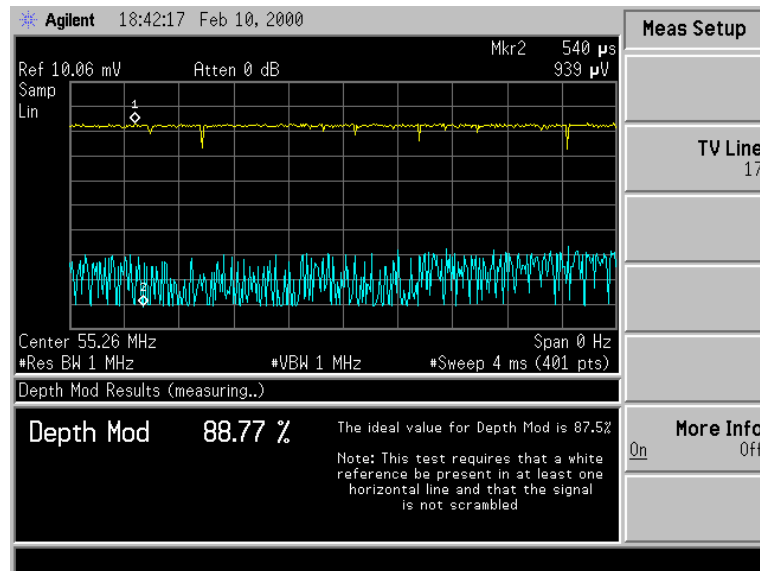 Agilent 18:42:17 Feb 10, 2000
Meas Setup
Mkr2 540 µs
Ref 10.06 mV Atten 0 dB 939 µV
Samp
Lin
1
2
TV Line
17
Center 55.26 MHz Span 0 Hz
#Res BW 1 MHz #VBW 1 MHz #Sweep 4 ms (401 pts)
Depth Mod Results (measuring..)
Depth Mod 88.77 %
The ideal value for Depth Mod is 87.5%
Note: This test requires that a white
reference be present in at least one
horizontal line and that the signal
is not scrambled
More Info
On Off